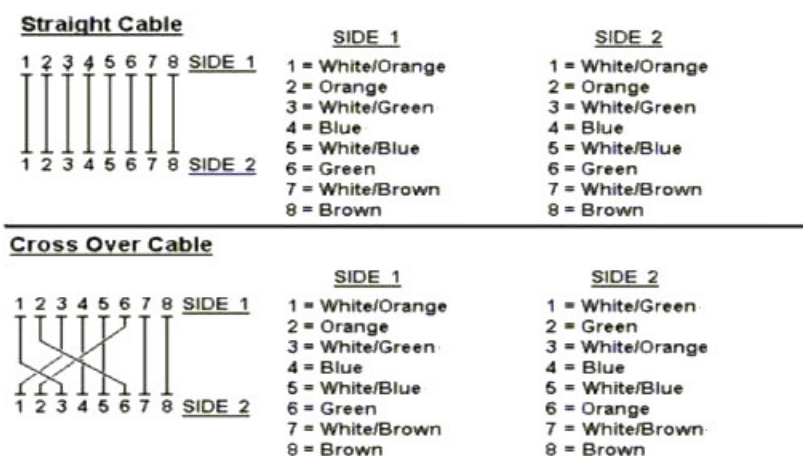 Straight Cable
1 2 3 4 5 6 7 8 SIDE 1
1 2 3 4 5 6 7 8 SIDE 2
SIDE 1
1 = White/Orange
2 = Orange
3 = White/Green
4 = Blue
5 = White/Blue
6 = Green
7 = White/Brown
8 = Brown
SIDE 2
1 = White/Orange
2 = Orange
3 = White/Green
4 = Blue
5 = White/Blue
6 = Green
7 = White/Brown
8 = Brown
Cross Over Cable
1 2 3 4 5 6 7 8 SIDE 1
1 2 3 4 5 6 7 8 SIDE 2
SIDE 1
1 = White/Orange
2 = Orange
3 = White/Green
4 = Blue
5 = White/Blue
6 = Green
7 = White/Brown
8 = Brown
SIDE 2
1 = White/Green
2 = Green
3 = White/Orange
4 = Blue
5 = White/Blue
6 = Orange
7 = White/Brown
8 = Brown